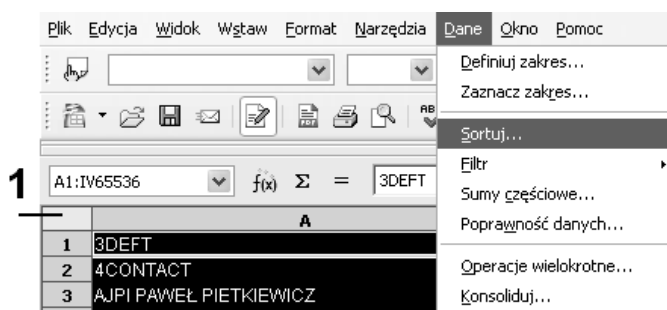 Plik Edycja Widok Wstaw Format Narzędzia Dane Okno Pomoc
Definiuj zakres...
Zaznacz zakres...
ABC
Sortuj...
Filtr
Sumy częściowe...
Poprawność danych...
Operacje wielokrotne...
Konsoliduj...
1
A1:IV65536 f(x) Σ = 3DEFT
A
1 3DEFT
2 4CONTACT
3 AJPI PAWEŁ PIETKIEWICZ